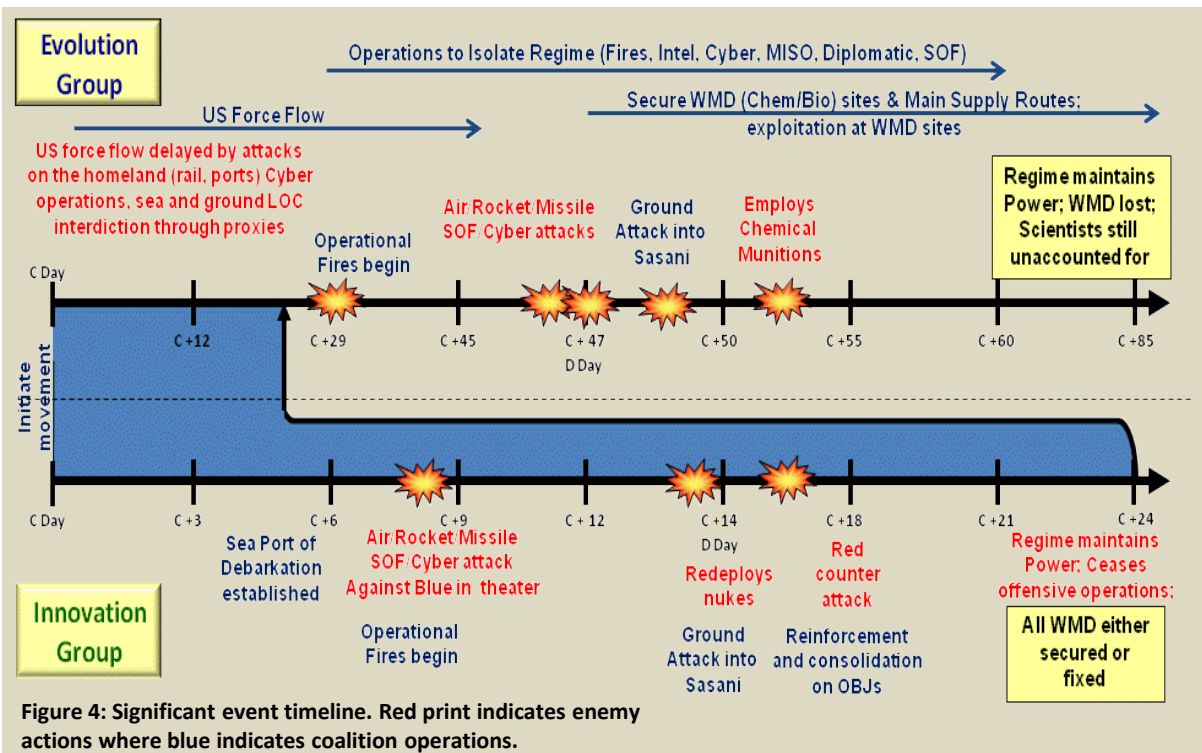 Evolution
Group
Operations to Isolate Regime (Fires, Intel, Cyber, MISO, Diplomatic, SOF)
US Force Flow
Secure WMD (Chem/Bio) sites & Main Supply Routes;
exploitation at WMD sites
US force flow delayed by attacks
on the homeland (rail, ports) Cyber
operations, sea and ground LOC
interdiction through proxies
Operational
Fires begin
Air/Rocket/Missile
SOF/Cyber attacks
Ground
Attack into
Sasani
Employs
Chemical
Munitions
Regime maintains
Power; WMD lost;
Scientists still
unaccounted for
C Day
C +12
C +29
C +45
C + 47
D Day
C +50
C +55
C +60
C +85
Initiate
movement
C Day
C +3
C +6
C +9
C + 12
C +14
D Day
C +18
C +21
C +24
Sea Port of
Debarkation
established
Air/Rocket/Missile
SOF/Cyber attack
Against Blue in theater
Operational
Fires begin
Redeploys
nukes
Ground
Attack into
Sasani
Red
counter
attack
Reinforcement
and consolidation
on OBJs
Regime maintains
Power; Ceases
offensive operations;
All WMD either
secured or
fixed
Innovation
Group
Figure 4: Significant event timeline. Red print indicates enemy
actions where blue indicates coalition operations.